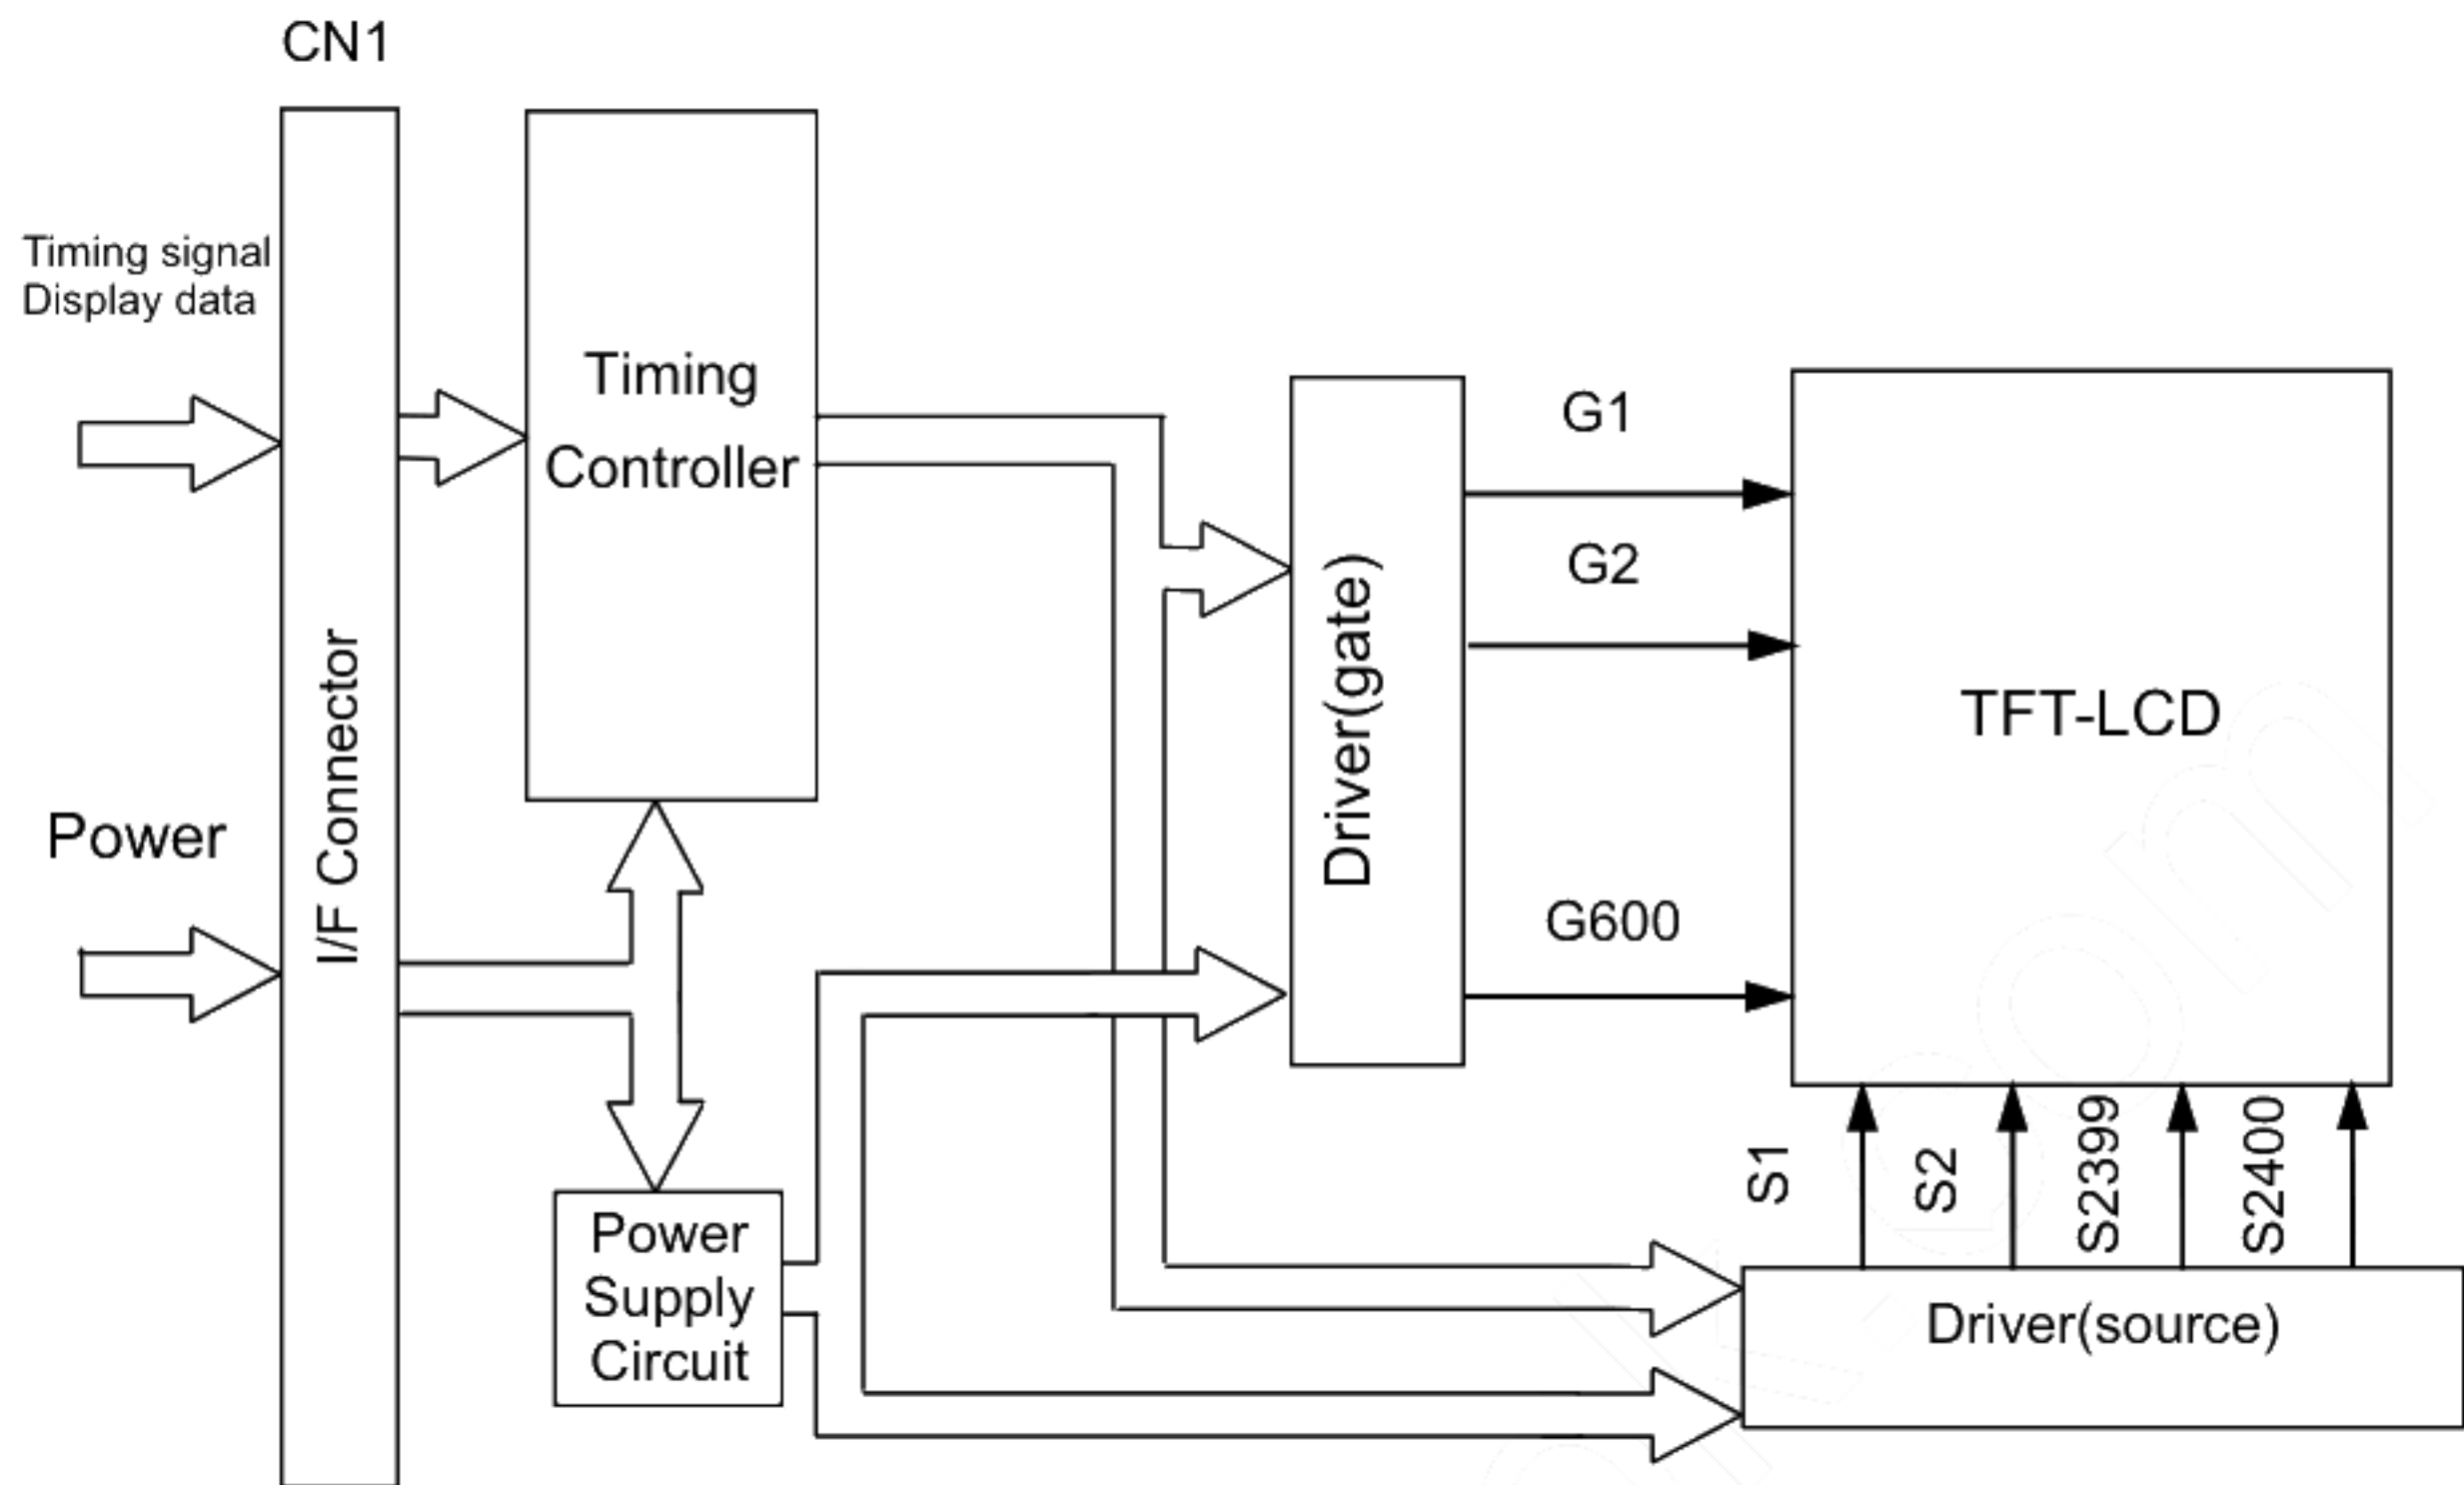 CN1
Timing signal
Display data
Power
I/F Connector
Timing
Controller
Power
Supply
Circuit
Driver(gate)
G1
G2
G600
TFT-LCD
S1
S2
S2399
S2400
Driver(source)